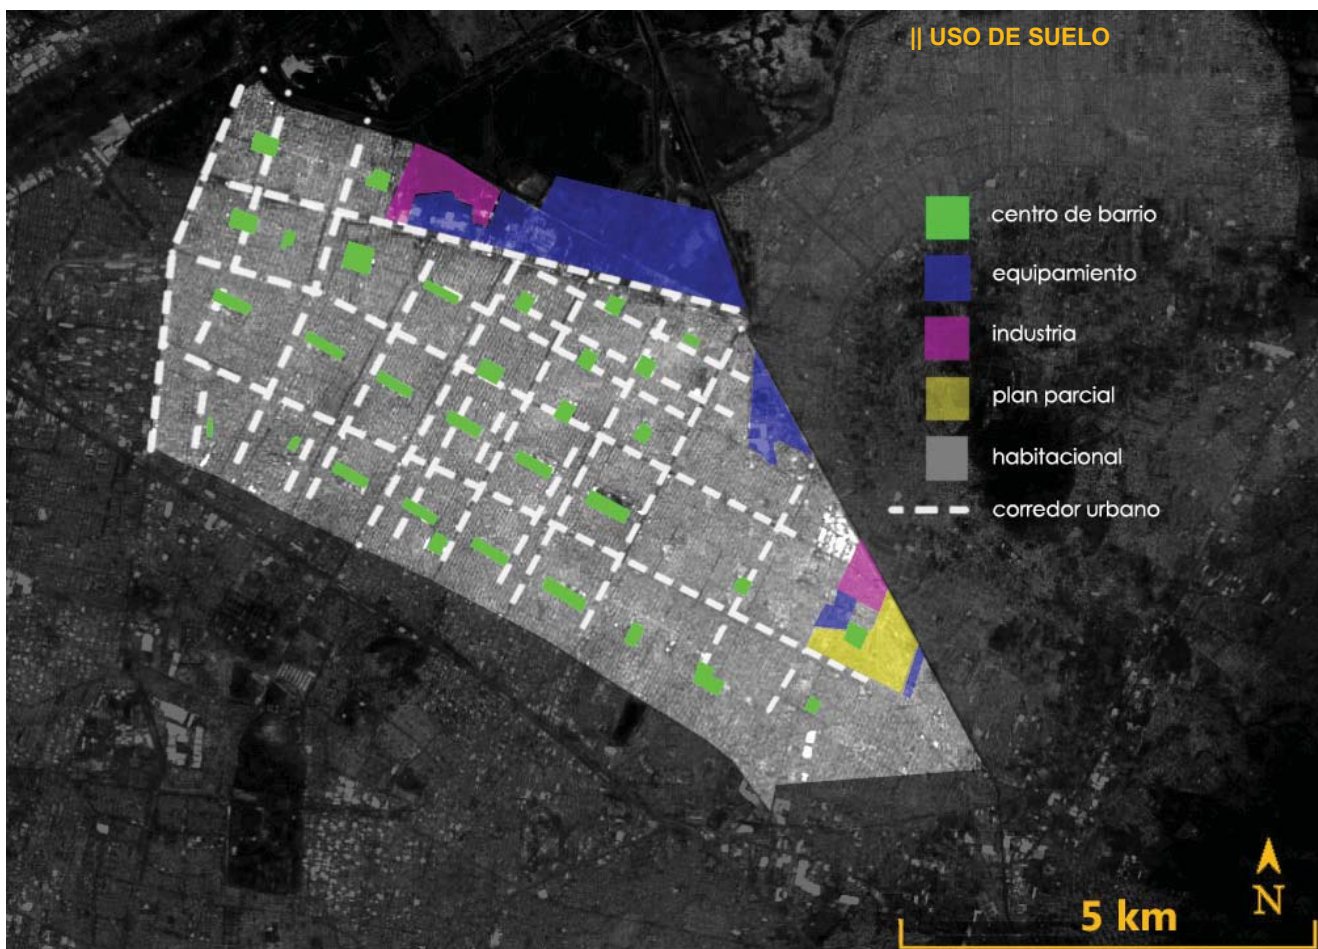 || USO DE SUELO
centro de barrio
equipamiento
industria
plan parcial
habitacional
corredor urbano
N
5 km